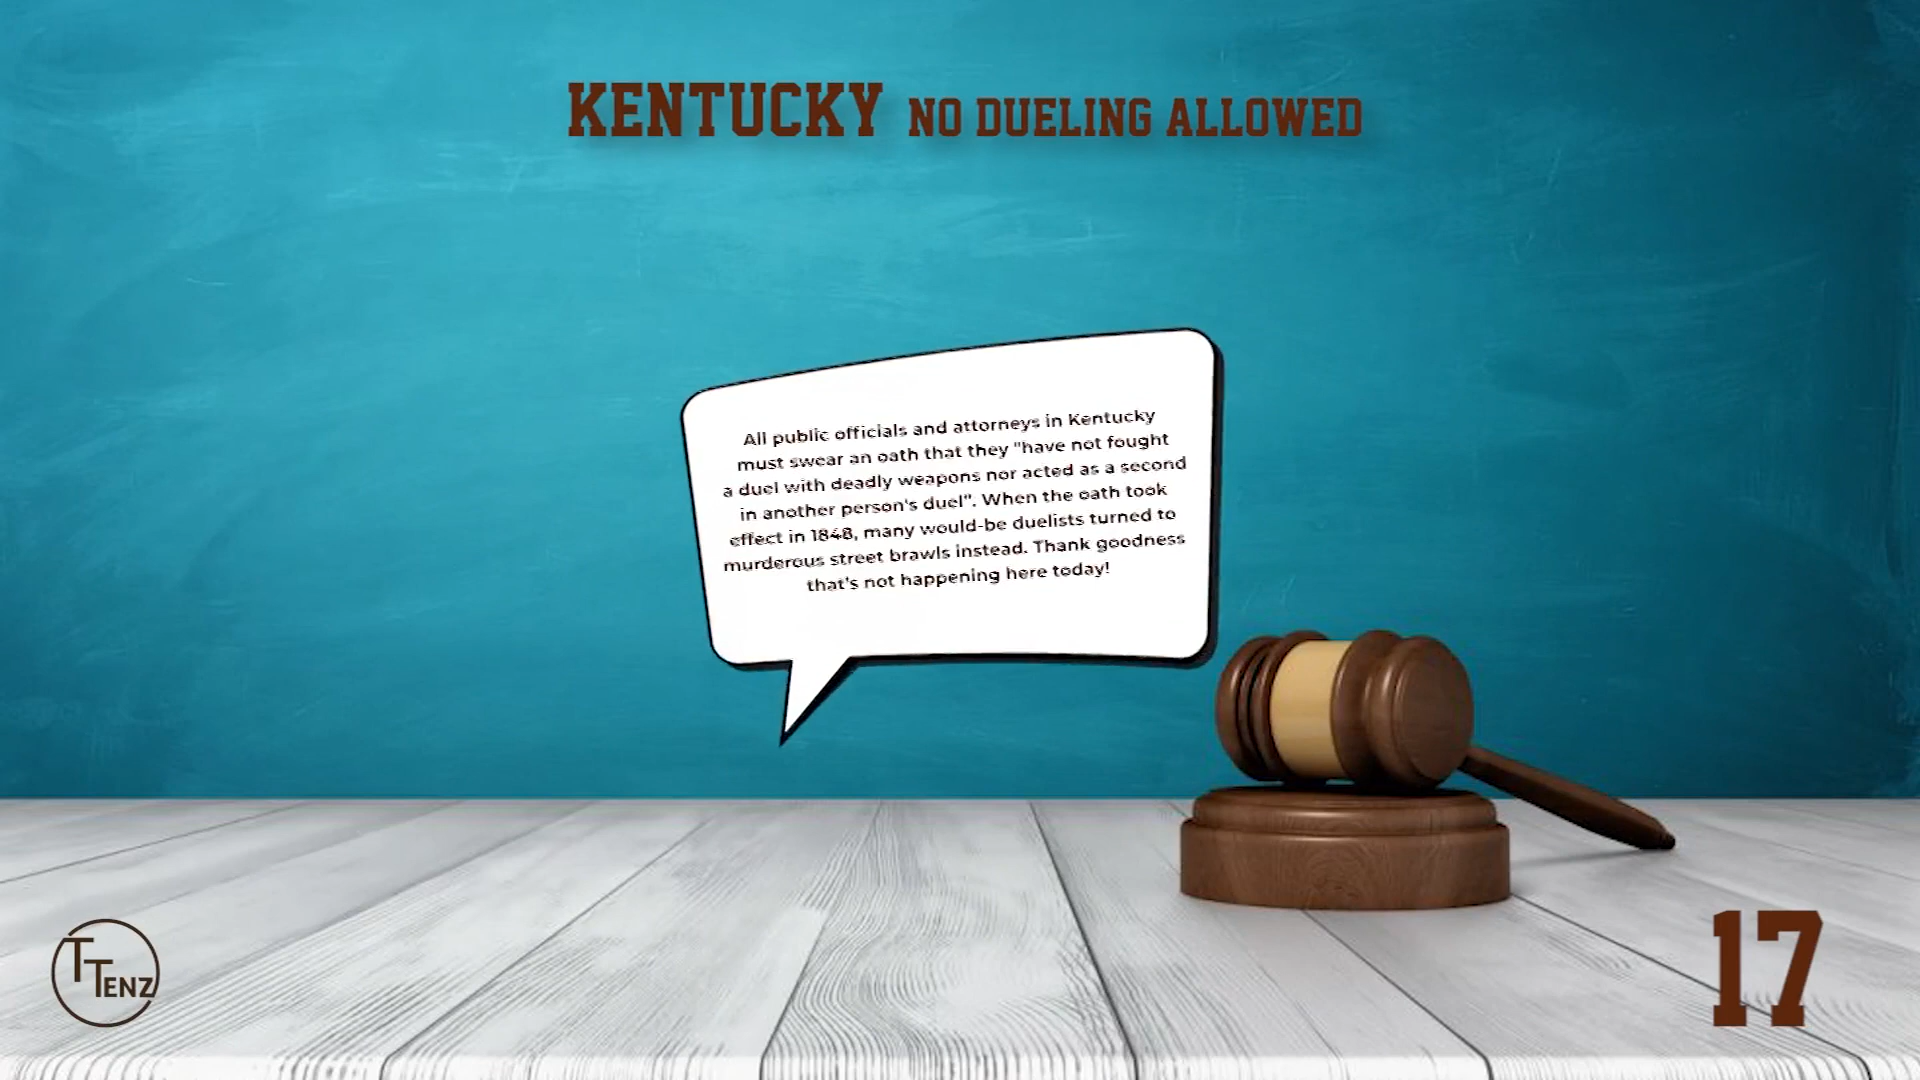 KENTUCKY NO DUELING ALLOWED
All public officials and attorneys in Kentucky
must swear an oath that they "have not fought
a duel with deadly weapons nor acted as a second
in another person's duel". When the oath took
effect in 1848, many would-be duelists turned to
murderous street brawls instead. Thank goodness
that's not happening here today!
TTENZ
17